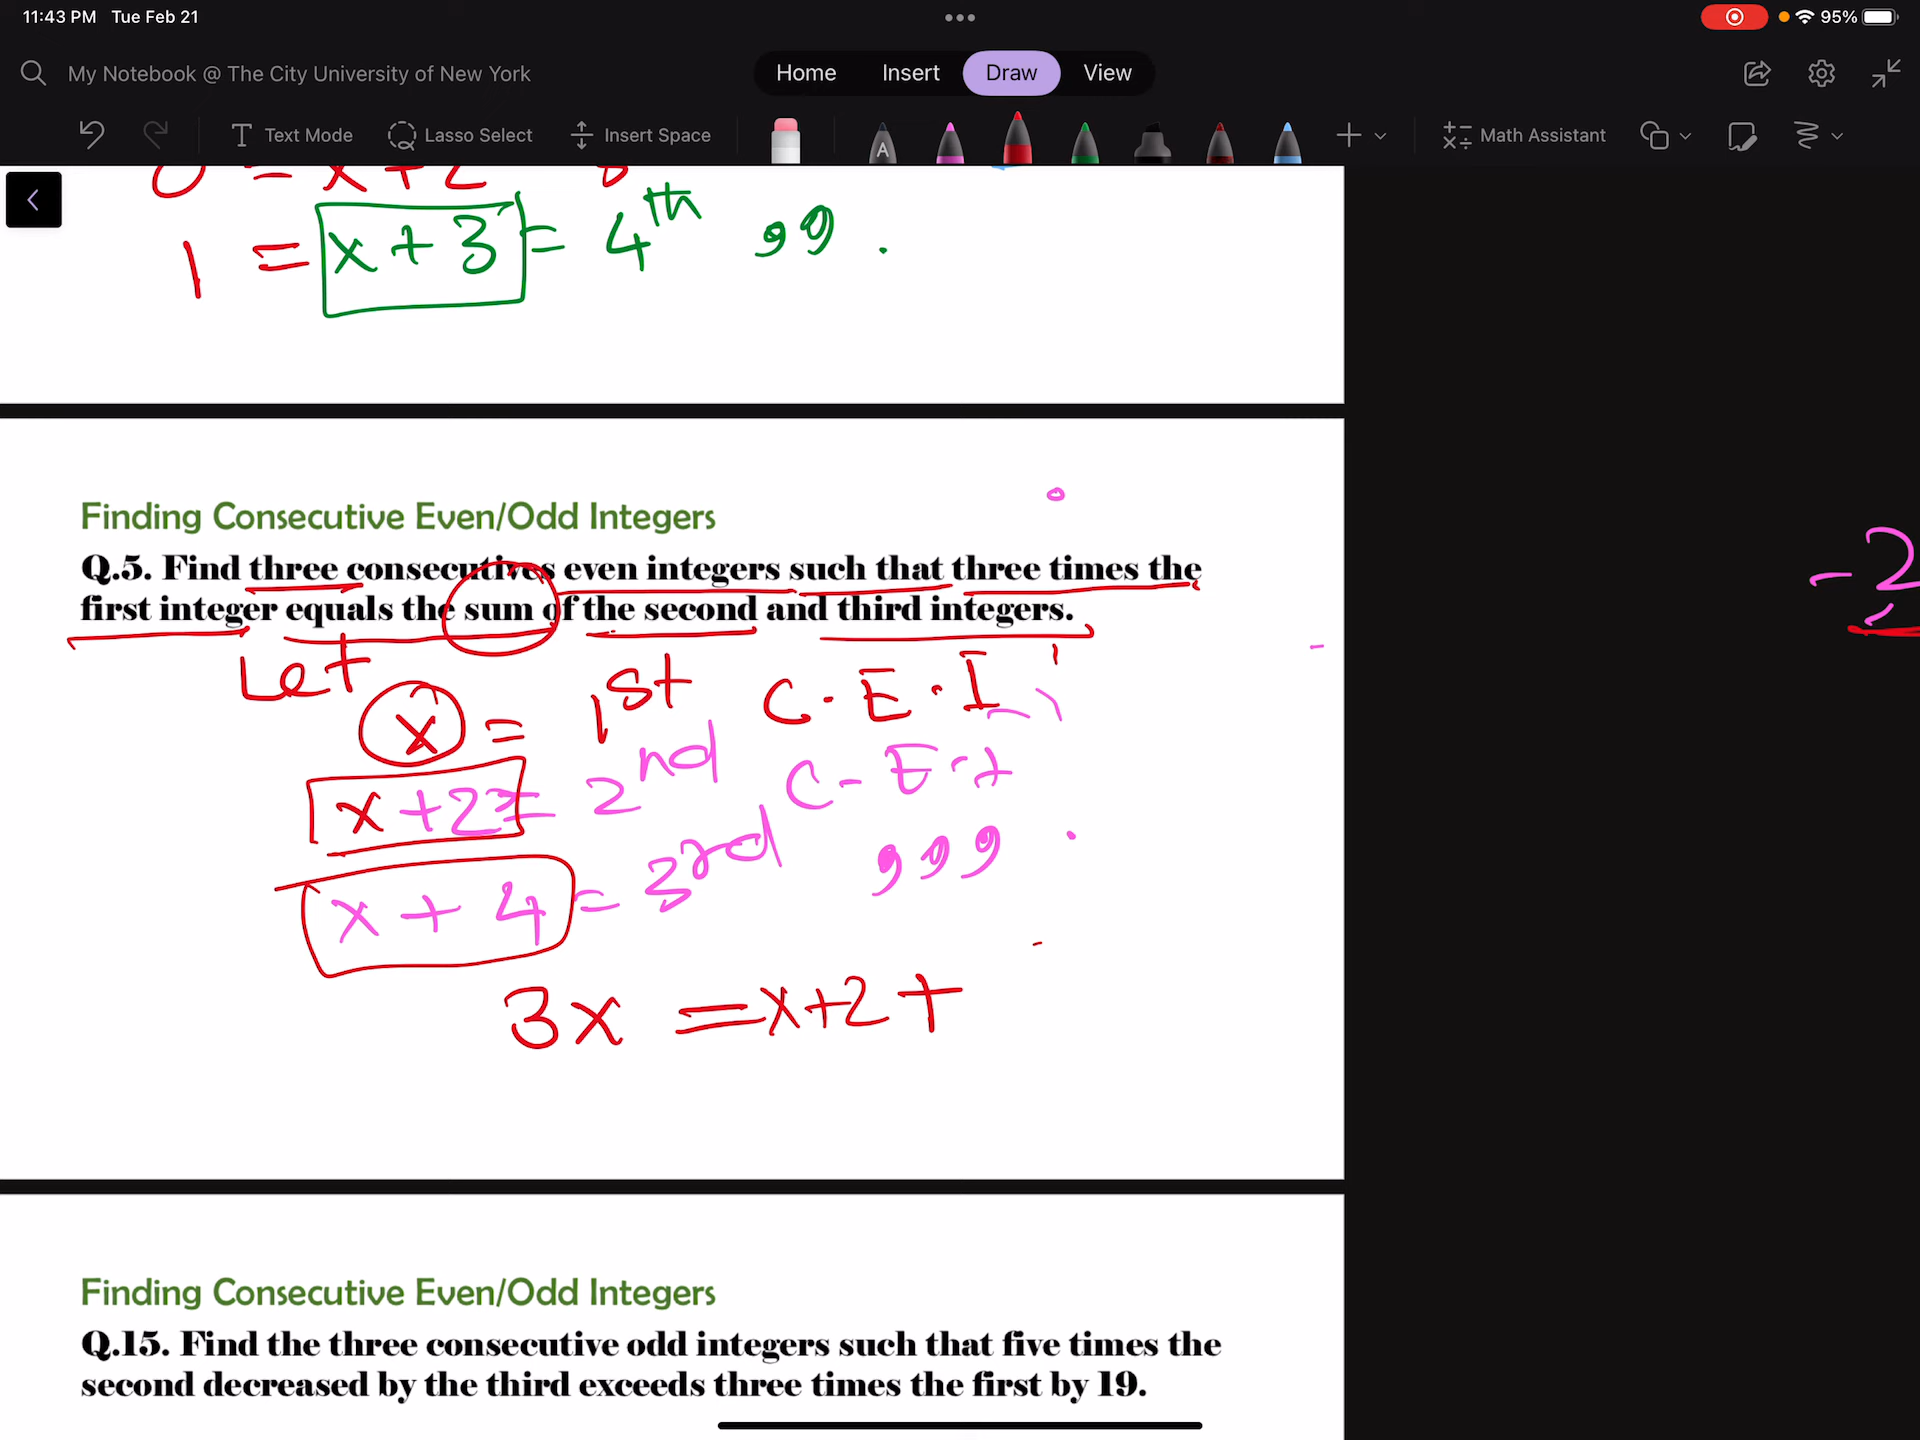 11:43 PM Tue Feb 21
95%
My Notebook @ The City University of New York
Home Insert Draw View
Text Mode Lasso Select Insert Space A Math Assistant
0 = x + 2
1 = x + 3 = 4th ,,
Finding Consecutive Even/Odd Integers
Q.5. Find three consecutives even integers such that three times the
first integer equals the sum of the second and third integers.
Let
x = 1st C.E.I
x + 2 = 2nd C-E-I
x + 4 = 3rd ,,,
3x = x+2+
-2
Finding Consecutive Even/Odd Integers
Q.15. Find the three consecutive odd integers such that five times the
second decreased by the third exceeds three times the first by 19.